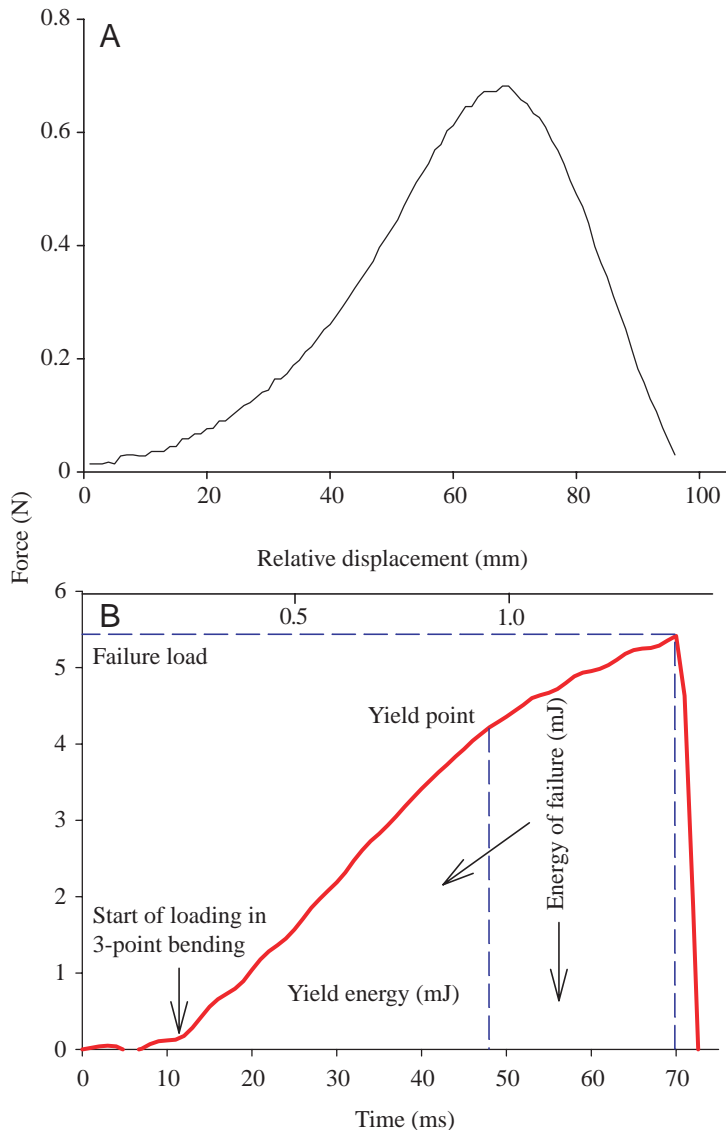 A
0.8
0.6
0.4
0.2
0
0
20
40
60
80
100
Relative displacement (mm)
Force (N)
B
0.5
1.0
6
5
4
3
2
1
0
Failure load
Yield point
Energy of failure (mJ)
Start of loading in
3-point bending
Yield energy (mJ)
0
10
20
30
40
50
60
70
Time (ms)